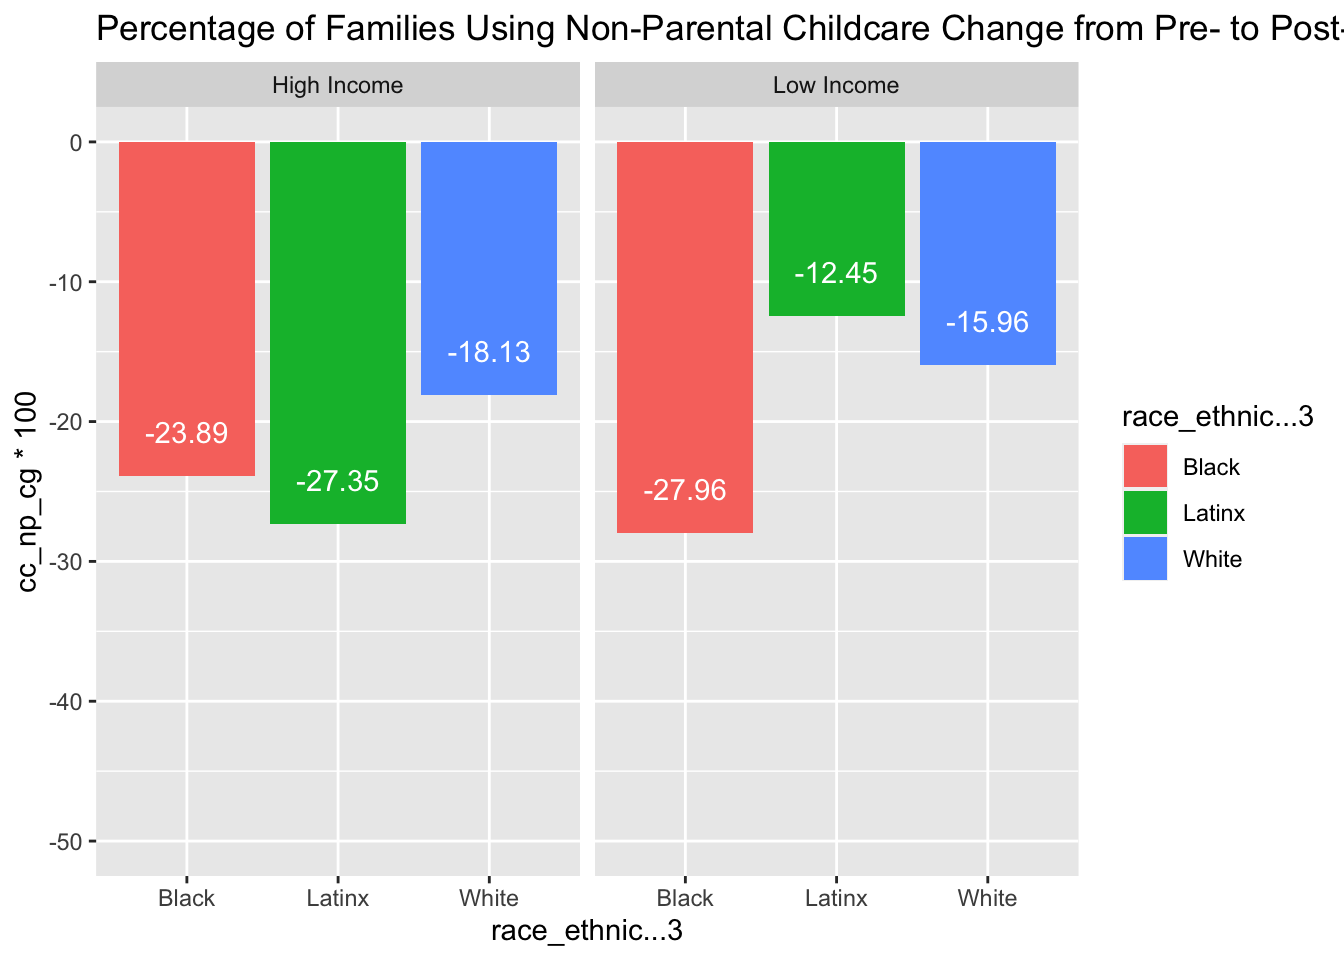 Percentage of Families Using Non-Parental Childcare Change from Pre- to Post-
High Income
Low Income
0
-10
-20
-30
-40
-50
cc_np_cg * 100
-23.89
-27.35
-18.13
-27.96
-12.45
-15.96
Black
Latinx
White
Black
Latinx
White
race_ethnic...3
race_ethnic...3
Black
Latinx
White